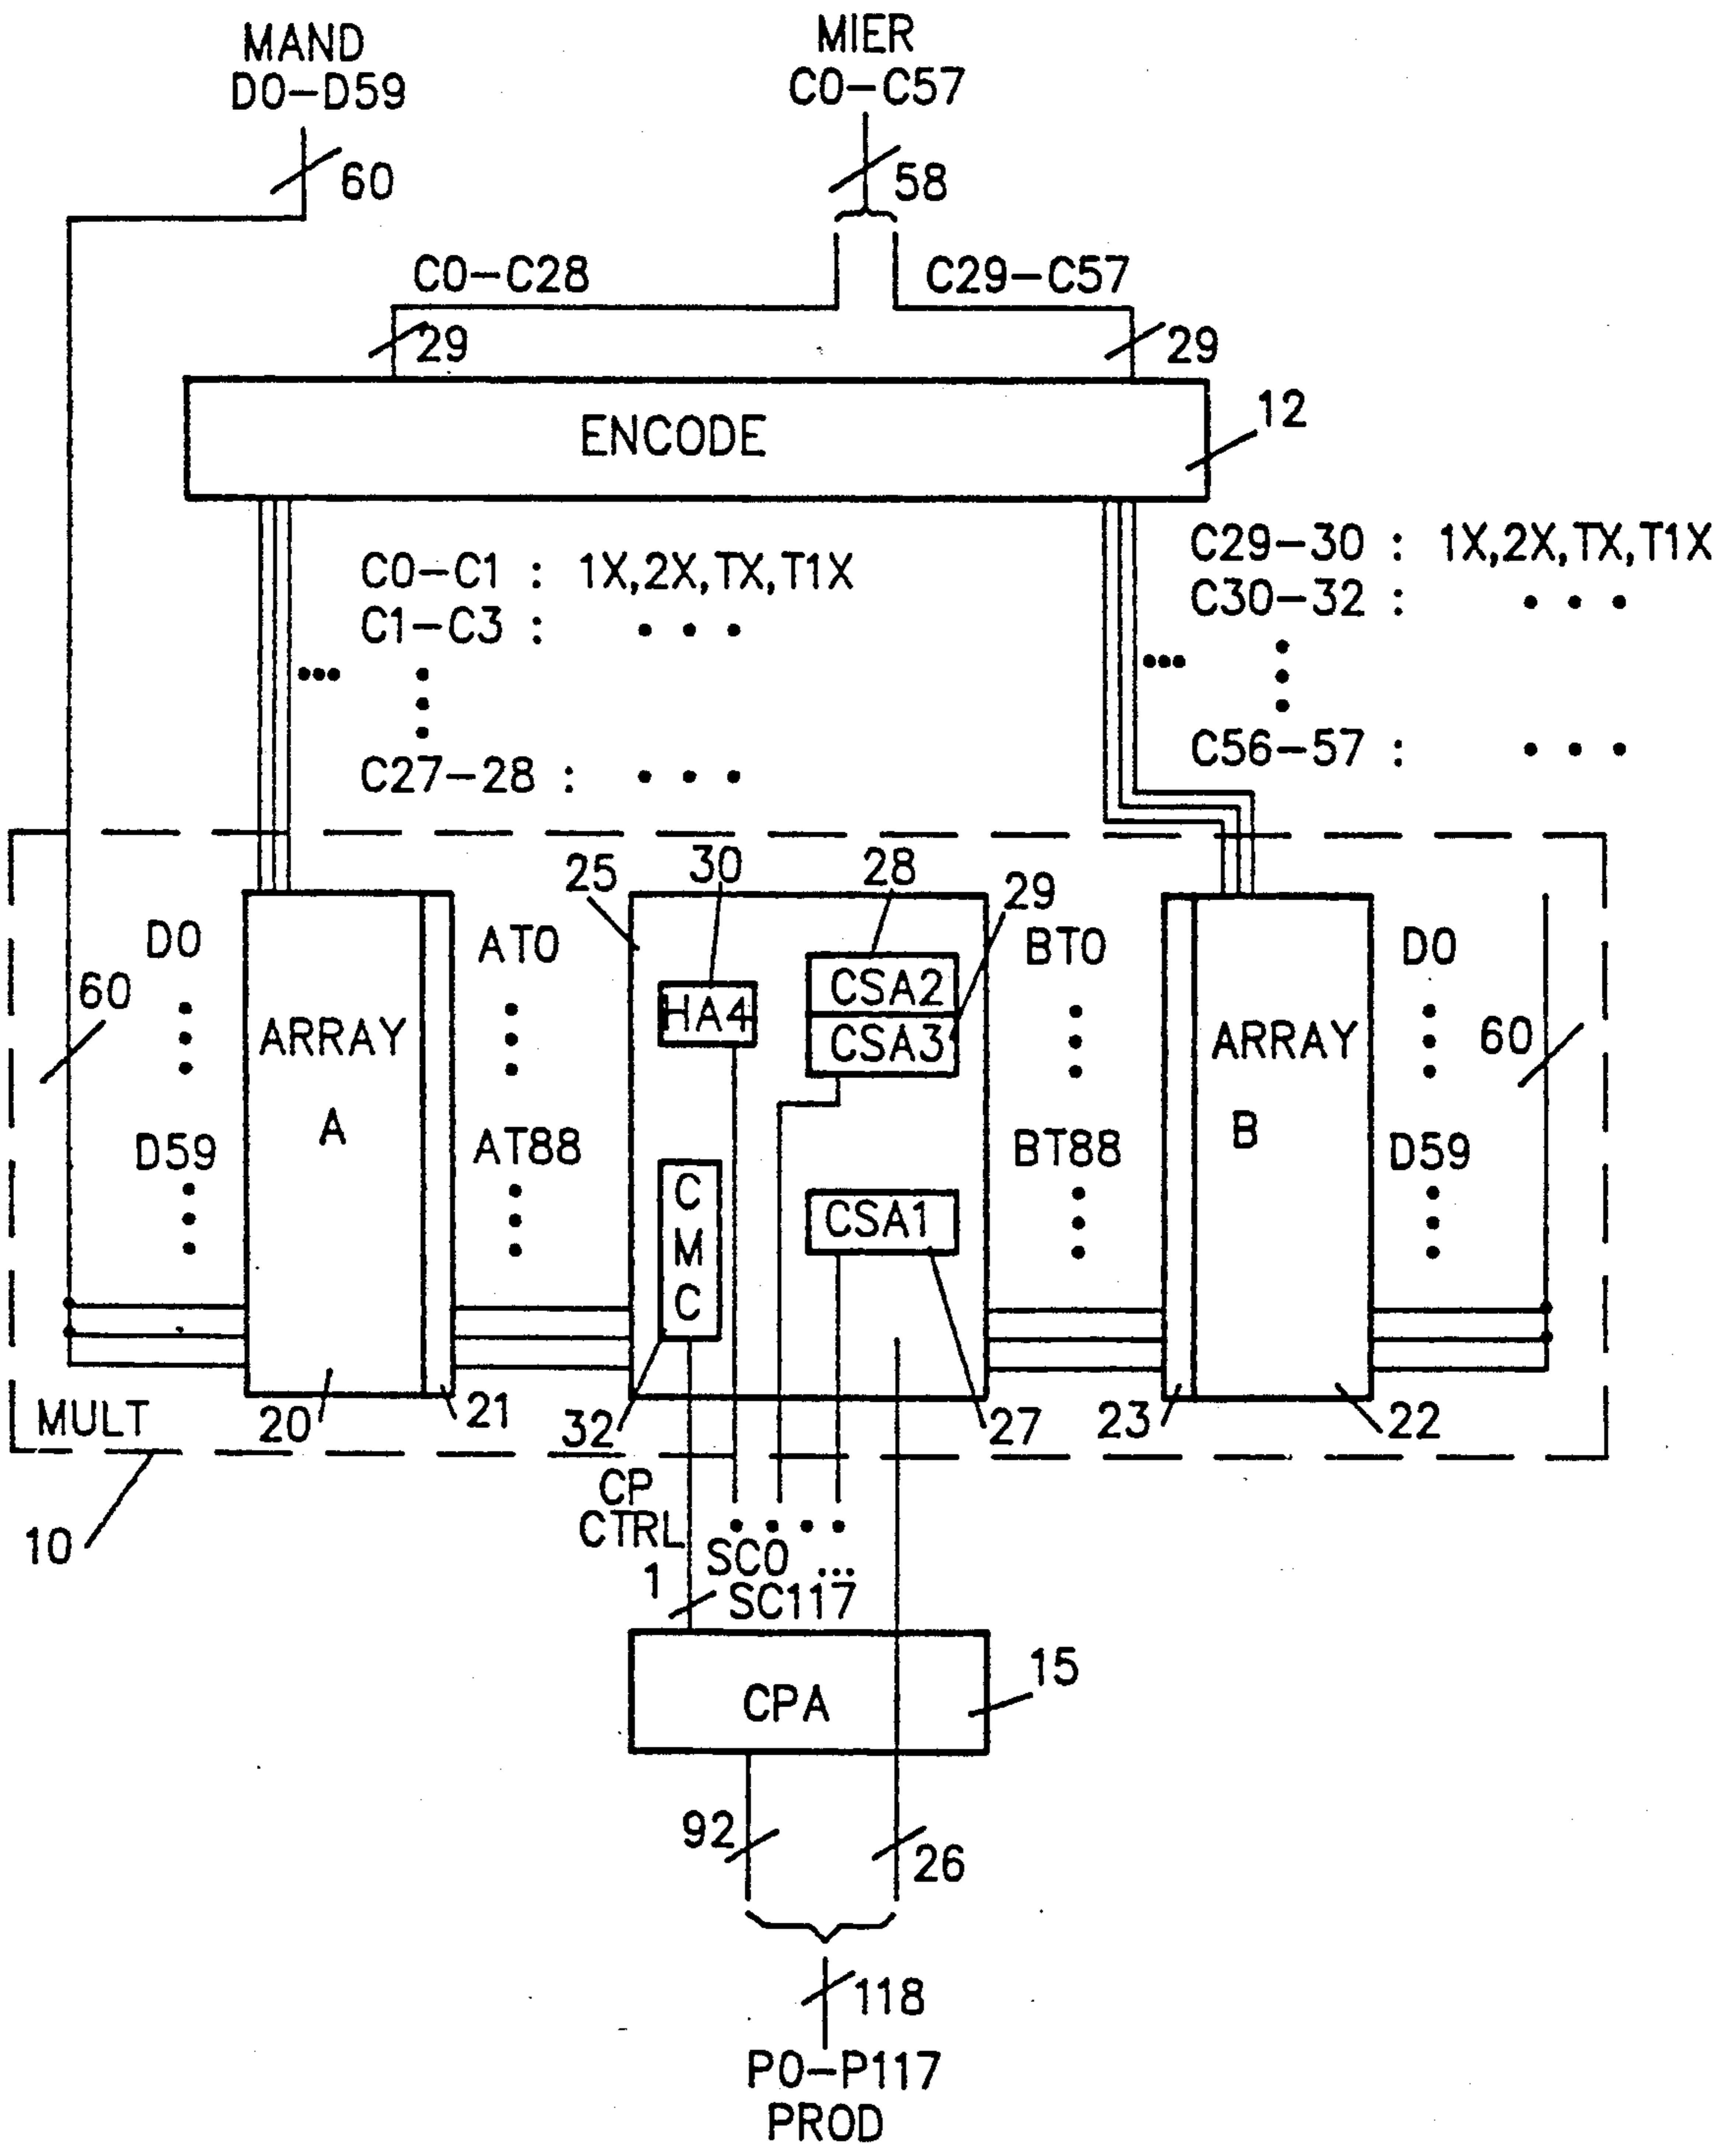 MAND
D0-D59
60
MIER
C0-C57
58
C0-C28
C29-C57
29
29
ENCODE
12
C0-C1 : 1X,2X,TX,T1X
C1-C3 : • • •
C27-28 : • • •
C29-30 : 1X,2X,TX,T1X
C30-32 : • • •
C56-57 : • • •
25
30
28
29
D0
60
D59
ARRAY
A
AT0
AT88
HA4
CSA2
CSA3
C
M
C
CSA1
BT0
BT88
ARRAY
B
D0
D59
60
MULT
20
21
32
27
23
22
10
CP
CTRL
1
SC0 ...
SC117
CPA
15
92
26
118
P0-P117
PROD